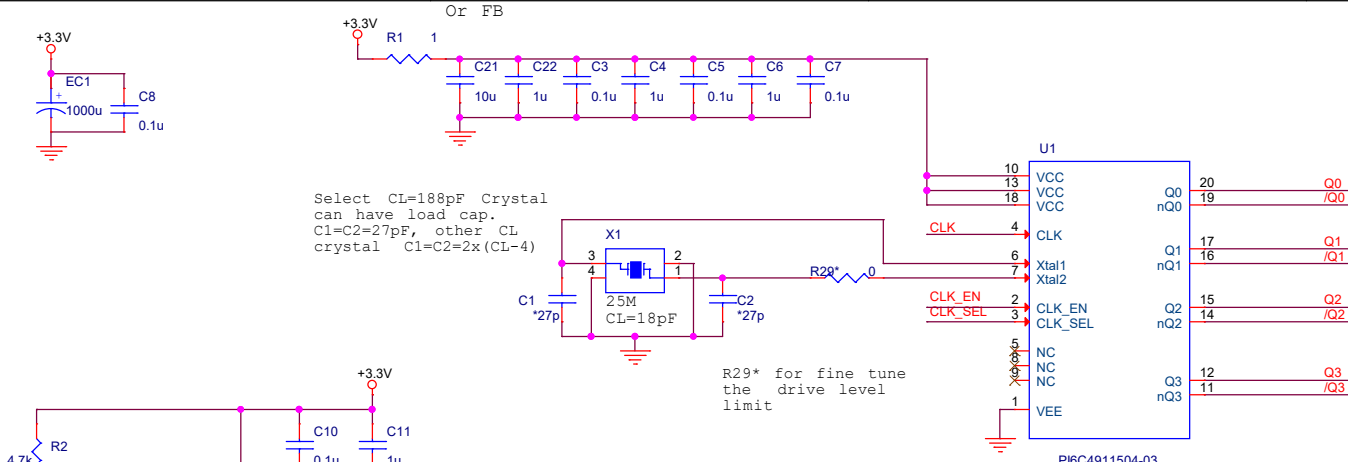 Or FB
+3.3V
+3.3V
R1 1
EC1
+
1000u
C8
0.1u
C21
10u
C22
1u
C3
0.1u
C4
1u
C5
0.1u
C6
1u
C7
0.1u
Select CL=188pF Crystal
can have load cap.
C1=C2=27pF, other CL
crystal C1=C2=2x(CL-4)
X1
3
4
2
1
25M
CL=18pF
C1
*27p
C2
*27p
R29* 0
R29* for fine tune
the drive level
limit
U1
10 VCC
13 VCC
18 VCC
CLK 4 CLK
6 Xtal1
7 Xtal2
CLK_EN 2 CLK_EN
CLK_SEL 3 CLK_SEL
5 NC
8 NC
9 NC
1 VEE
Q0 20 Q0
nQ0 19 /Q0
Q1 17 Q1
nQ1 16 /Q1
Q2 15 Q2
nQ2 14 /Q2
Q3 12 Q3
nQ3 11 /Q3
PI6C4911504-03
+3.3V
R2
4.7k
C10
0.1u
C11
1u